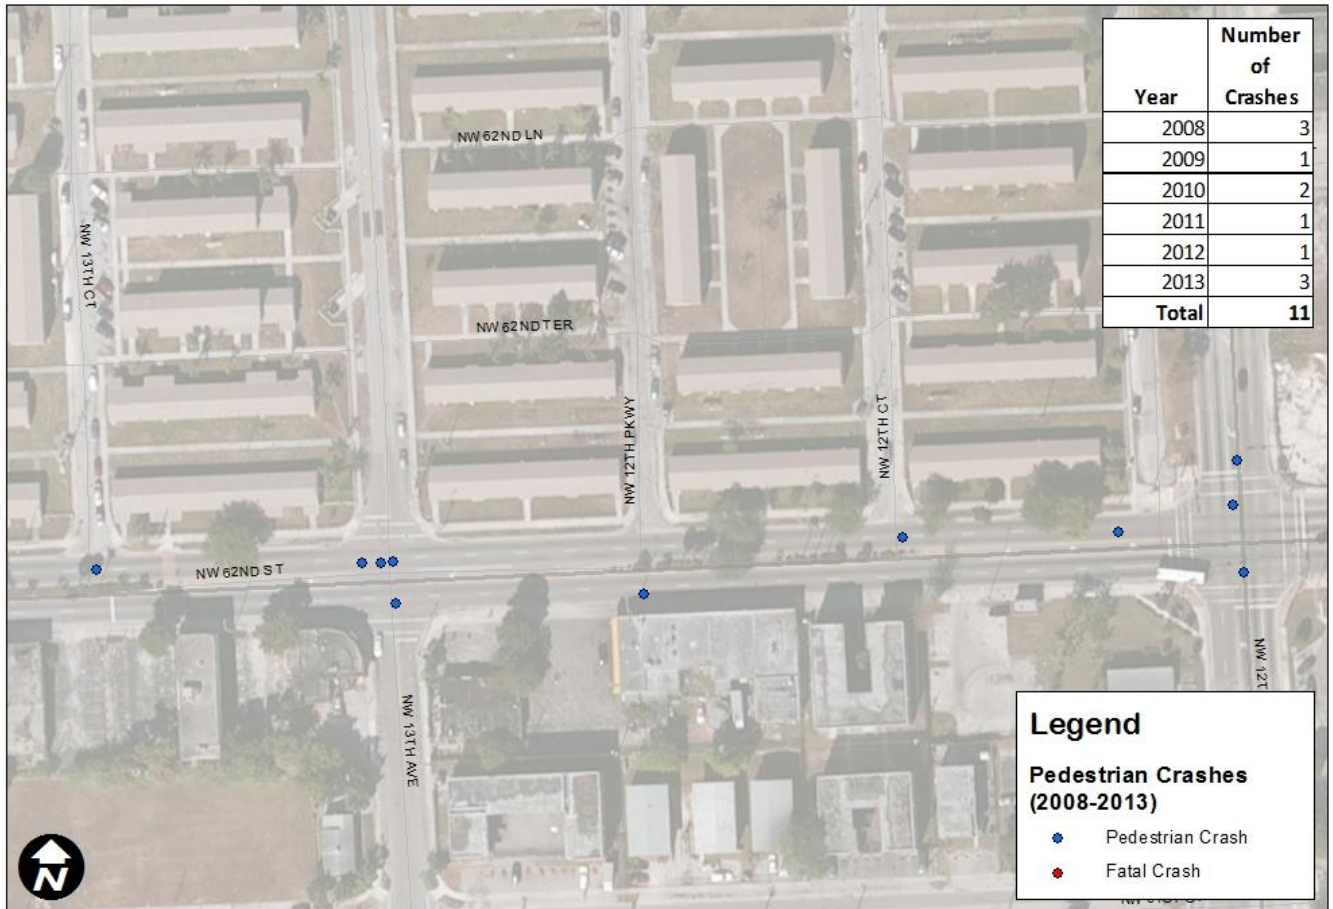 Number
of
Year Crashes
2008 3
2009 1
2010 2
2011 1
2012 1
2013 3
Total 11
NW 62ND LN
NW 13TH CT
NW 62ND TER
NW 12TH PKWY
NW 12TH CT
NW 62ND ST
NW 12T
NW 13TH AVE
Legend
Pedestrian Crashes
(2008-2013)
Pedestrian Crash
Fatal Crash
N